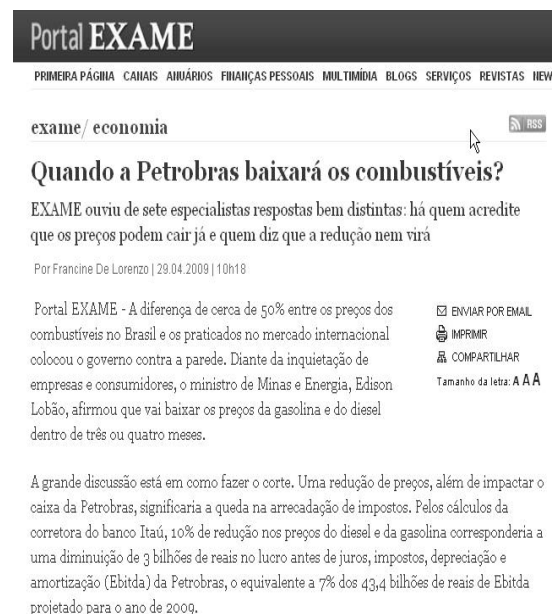 Portal EXAME
PRIMEIRA PÁGINA CANAIS ANUÁRIOS FINANÇAS PESSOAIS MULTIMÍDIA BLOGS SERVIÇOS REVISTAS NEW
exame/ economia
RSS
Quando a Petrobras baixará os combustíveis?
EXAME ouviu de sete especialistas respostas bem distintas: há quem acredite
que os preços podem cair já e quem diz que a redução nem virá
Por Francine De Lorenzo | 29.04.2009 | 10h18
Portal EXAME - A diferença de cerca de 50% entre os preços dos
combustíveis no Brasil e os praticados no mercado internacional
colocou o governo contra a parede. Diante da inquietação de
empresas e consumidores, o ministro de Minas e Energia, Edison
Lobão, afirmou que vai baixar os preços da gasolina e do diesel
dentro de três ou quatro meses.
ENVIAR POR EMAIL
IMPRIMIR
COMPARTILHAR
Tamanho da letra: A A A
A grande discussão está em como fazer o corte. Uma redução de preços, além de impactar o
caixa da Petrobras, significaria a queda na arrecadação de impostos. Pelos cálculos da
corretora do banco Itaú, 10% de redução nos preços do diesel e da gasolina corresponderia a
uma diminuição de 3 bilhões de reais no lucro antes de juros, impostos, depreciação e
amortização (Ebitda) da Petrobras, o equivalente a 7% dos 43,4 bilhões de reais de Ebitda
projetado para o ano de 2009.